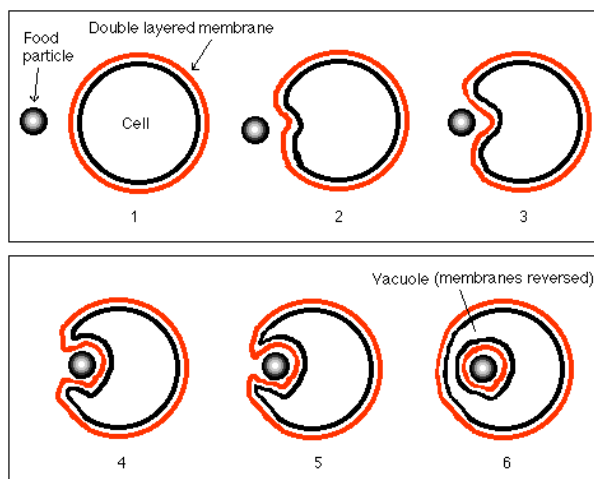 Food
particle
Double layered membrane
Cell
1
2
3
Vacuole (membranes reversed)
4
5
6